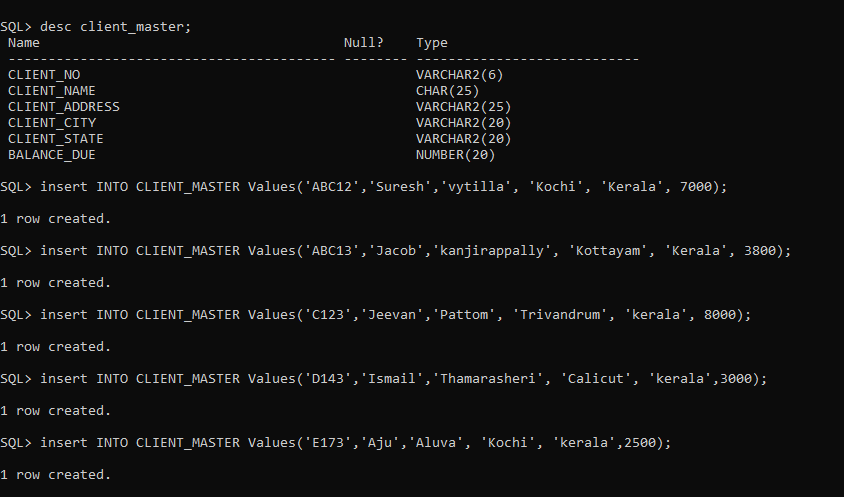 SQL> desc client_master;
 Name                                      Null?    Type
 ----------------------------------------- -------- ----------------------------
 CLIENT_NO                                          VARCHAR2(6)
 CLIENT_NAME                                        CHAR(25)
 CLIENT_ADDRESS                                     VARCHAR2(25)
 CLIENT_CITY                                        VARCHAR2(20)
 CLIENT_STATE                                       VARCHAR2(20)
 BALANCE_DUE                                        NUMBER(20)
SQL> insert INTO CLIENT_MASTER Values('ABC12','Suresh','vytilla', 'Kochi', 'Kerala', 7000);
1 row created.
SQL> insert INTO CLIENT_MASTER Values('ABC13','Jacob','kanjirappally', 'Kottayam', 'Kerala', 3800);
1 row created.
SQL> insert INTO CLIENT_MASTER Values('C123','Jeevan','Pattom', 'Trivandrum', 'kerala', 8000);
1 row created.
SQL> insert INTO CLIENT_MASTER Values('D143','Ismail','Thamarasheri', 'Calicut', 'kerala',3000);
1 row created.
SQL> insert INTO CLIENT_MASTER Values('E173','Aju','Aluva', 'Kochi', 'kerala',2500);
1 row created.